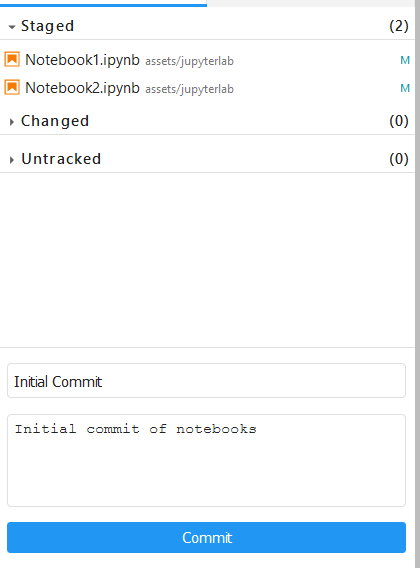 Staged (2)
Notebook1.ipynb assets/jupyterlab M
Notebook2.ipynb assets/jupyterlab M
Changed (0)
Untracked (0)
Initial Commit
Initial commit of notebooks
Commit